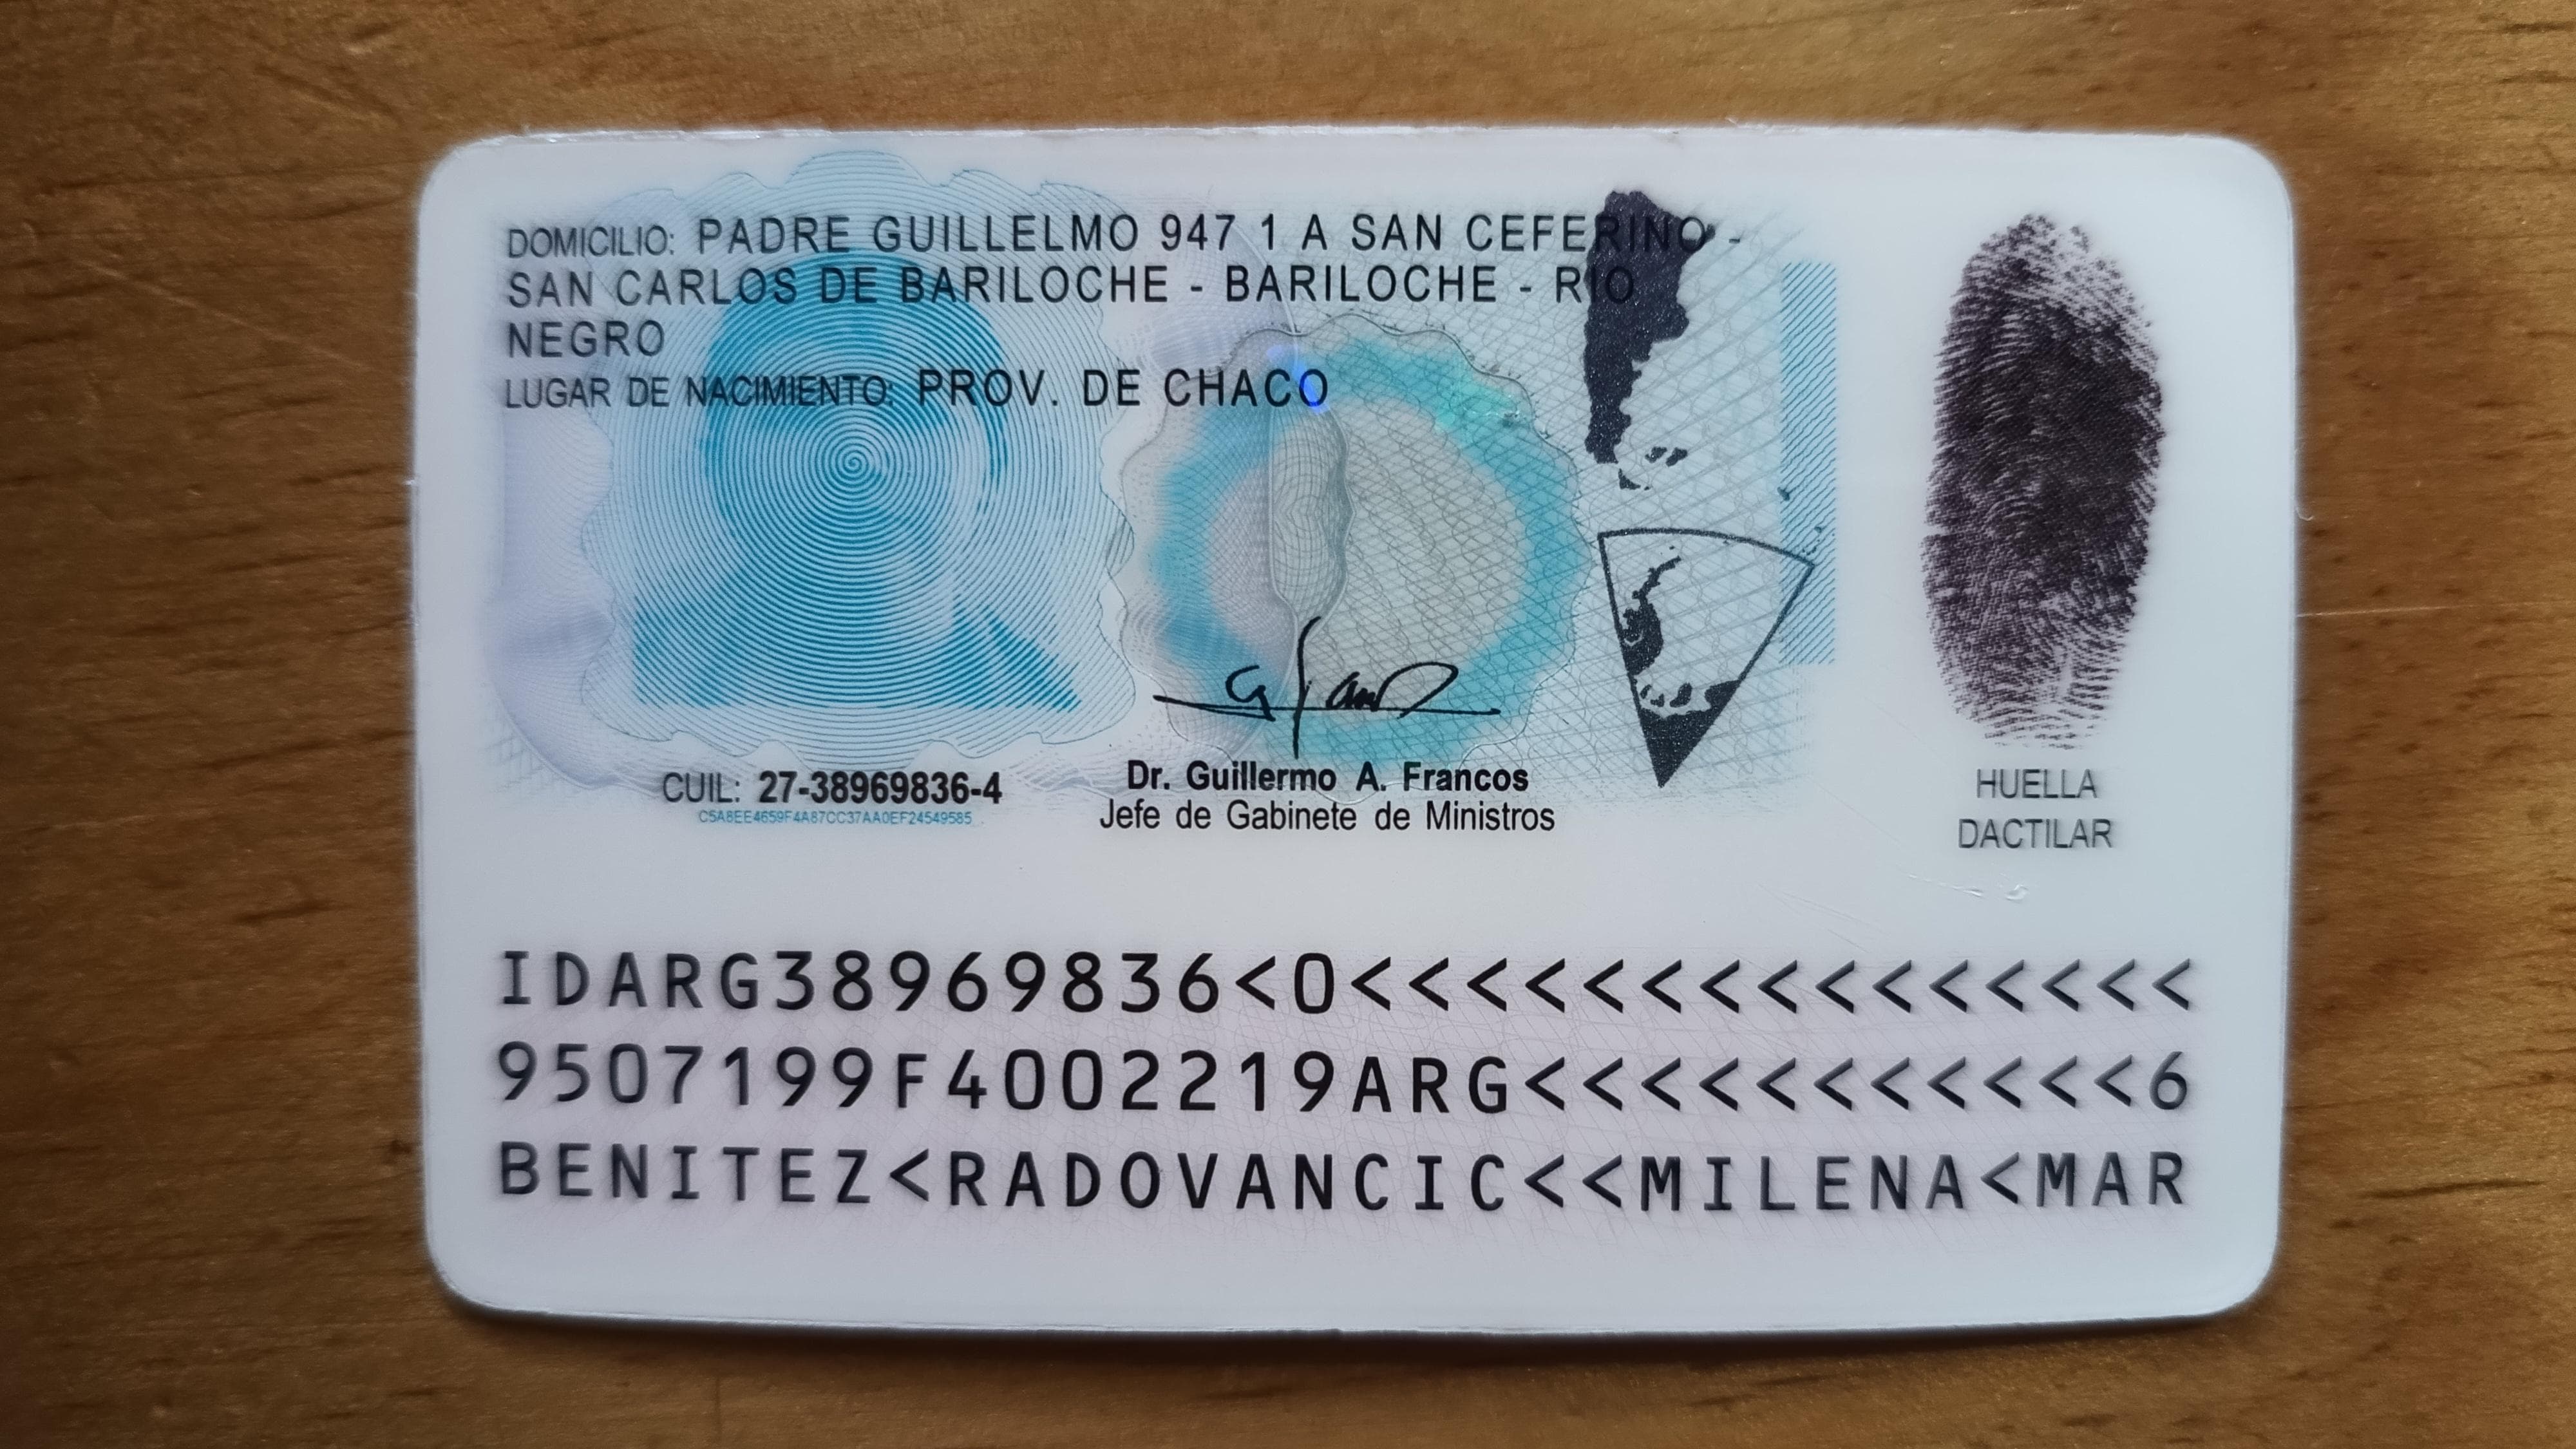 DOMICILIO: PADRE GUILLELMO 947 1 A SAN CEFERINO -
SAN CARLOS DE BARILOCHE - BARILOCHE - RIO
NEGRO
LUGAR DE NACIMIENTO: PROV. DE CHACO
CUIL: 27-38969836-4
C5A8EE4659F4A87CC37AA0EF24549585
Dr. Guillermo A. Francos
Jefe de Gabinete de Ministros
HUELLA
DACTILAR
IDARG38969836<0<<<<<<<<<<<<<<<
9507199F4002219ARG<<<<<<<<<<<6
BENITEZ<RADOVANCIC<<MILENA<MAR